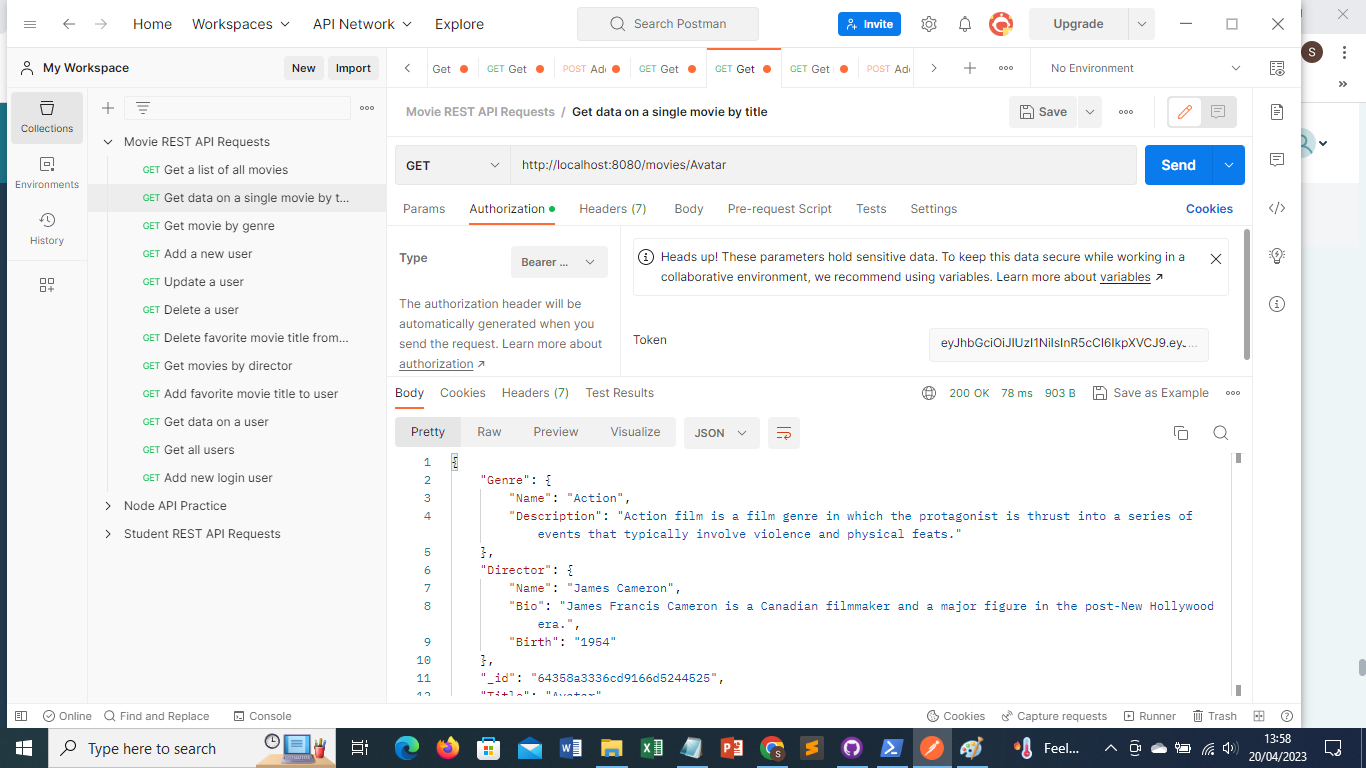 Home Workspaces API Network Explore Search Postman Invite Upgrade
My Workspace New Import Get GET Get POST Ad GET Get GET Get GET Get POST Ad No Environment
Collections
Environments
History
Movie REST API Requests
GET Get a list of all movies
GET Get data on a single movie by t...
GET Get movie by genre
GET Add a new user
GET Update a user
GET Delete a user
GET Delete favorite movie title from...
GET Get movies by director
GET Add favorite movie title to user
GET Get data on a user
GET Get all users
GET Add new login user
Node API Practice
Student REST API Requests
Movie REST API Requests / Get data on a single movie by title Save
GET http://localhost:8080/movies/Avatar Send
Params Authorization Headers (7) Body Pre-request Script Tests Settings Cookies
Type Bearer ...
The authorization header will be
automatically generated when you
send the request. Learn more about
authorization ↗
Heads up! These parameters hold sensitive data. To keep this data secure while working in a
collaborative environment, we recommend using variables. Learn more about variables ↗
Token
Body Cookies Headers (7) Test Results 200 OK 78 ms 903 B Save as Example
Pretty Raw Preview Visualize JSON
1 {
2 "Genre": {
3 "Name": "Action",
4 "Description": "Action film is a film genre in which the protagonist is thrust into a series of
events that typically involve violence and physical feats."
5 },
6 "Director": {
7 "Name": "James Cameron",
8 "Bio": "James Francis Cameron is a Canadian filmmaker and a major figure in the post-New Hollywood
era.",
9 "Birth": "1954"
10 },
11 "_id": "64358a3336cd9166d5244525",
12 "Title": "Avatar"
Online Find and Replace Console Cookies Capture requests Runner Trash
Type here to search Feel... 13:58
20/04/2023
S